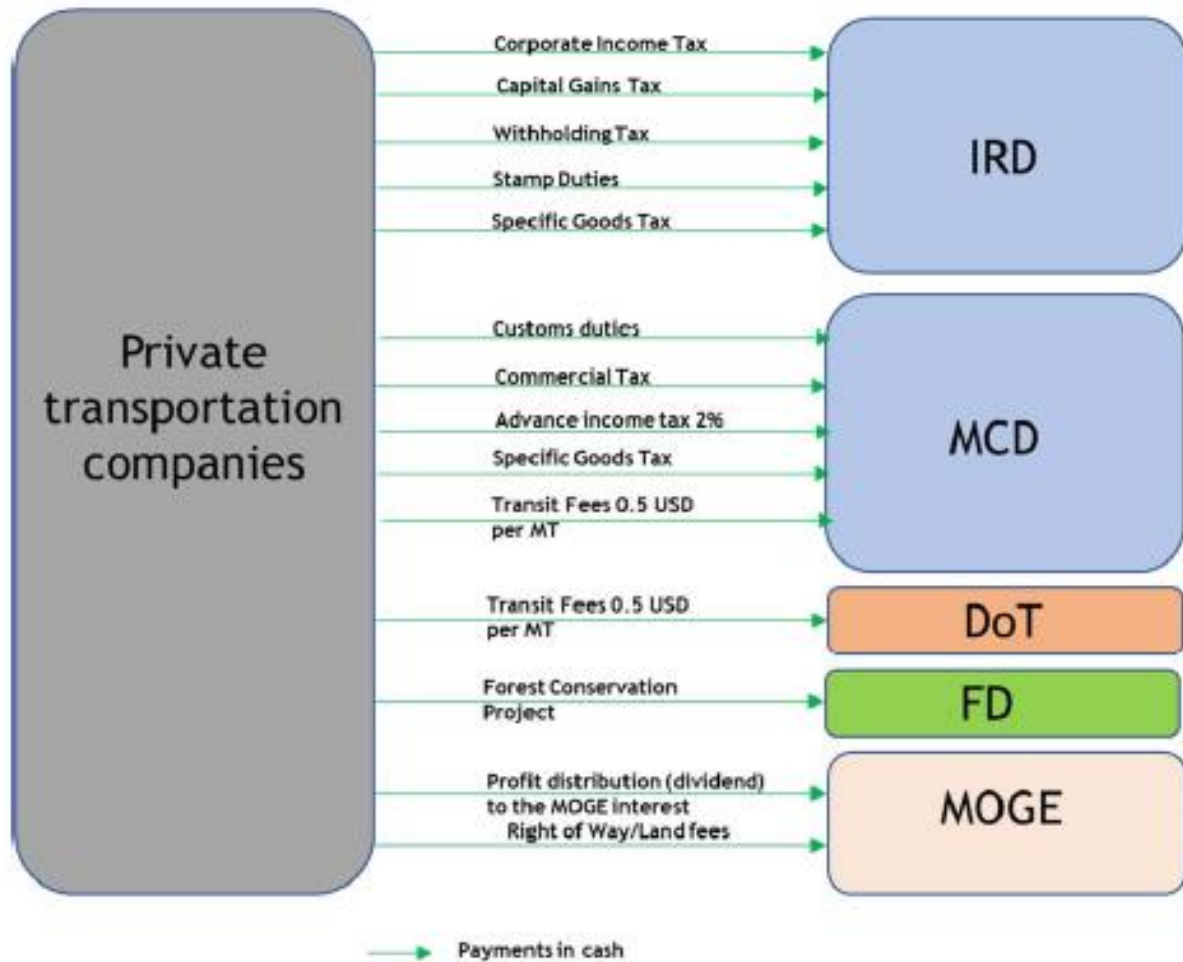 Private
transportation
companies
Corporate Income Tax
Capital Gains Tax
Withholding Tax
Stamp Duties
Specific Goods Tax
IRD
Customs duties
Commercial Tax
Advance income tax 2%
Specific Goods Tax
Transit Fees 0.5 USD
per MT
MCD
Transit Fees 0.5 USD
per MT
DoT
Forest Conservation
Project
FD
Profit distribution (dividend)
to the MOGE interest
Right of Way/Land fees
MOGE
Payments in cash